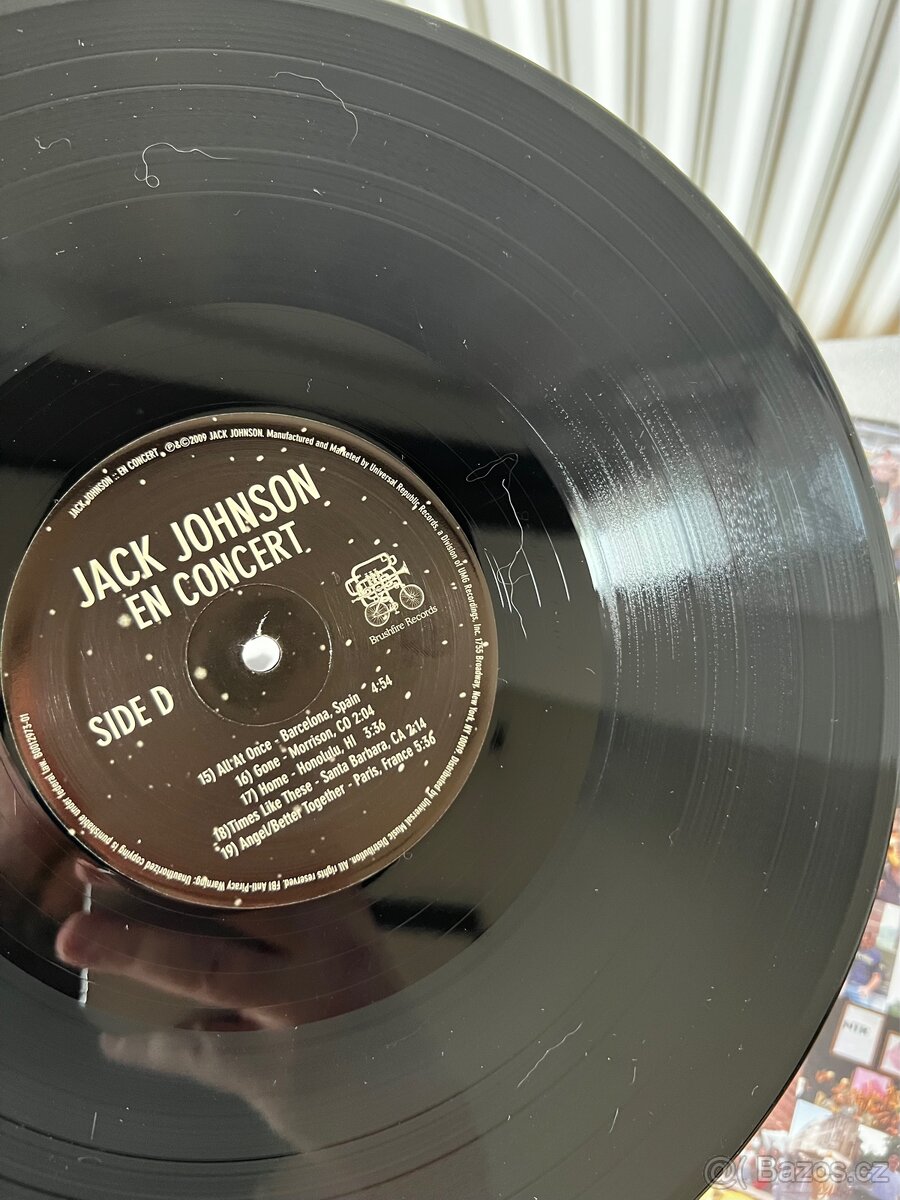 JACK JOHNSON :: EN CONCERT ℗&©2009 JACK JOHNSON. Manufactured and Marketed by Universal Republic Records, a Division of UMG Recordings, Inc. 1755 Broadway, New York, NY 10019. Distributed by Universal Music Distribution. All rights reserved. FBI Anti-Piracy Warning: Unauthorized copying is punishable under federal law. B0012973-01
JACK JOHNSON
EN CONCERT
Brushfire Records
SIDE D
15) All At Once - Barcelona, Spain 4:54
16) Gone - Morrison, CO 2:04
17) Home - Honolulu, HI 3:36
18) Times Like These - Santa Barbara, CA 2:14
19) Angel/Better Together - Paris, France 5:36
Bazos.cz